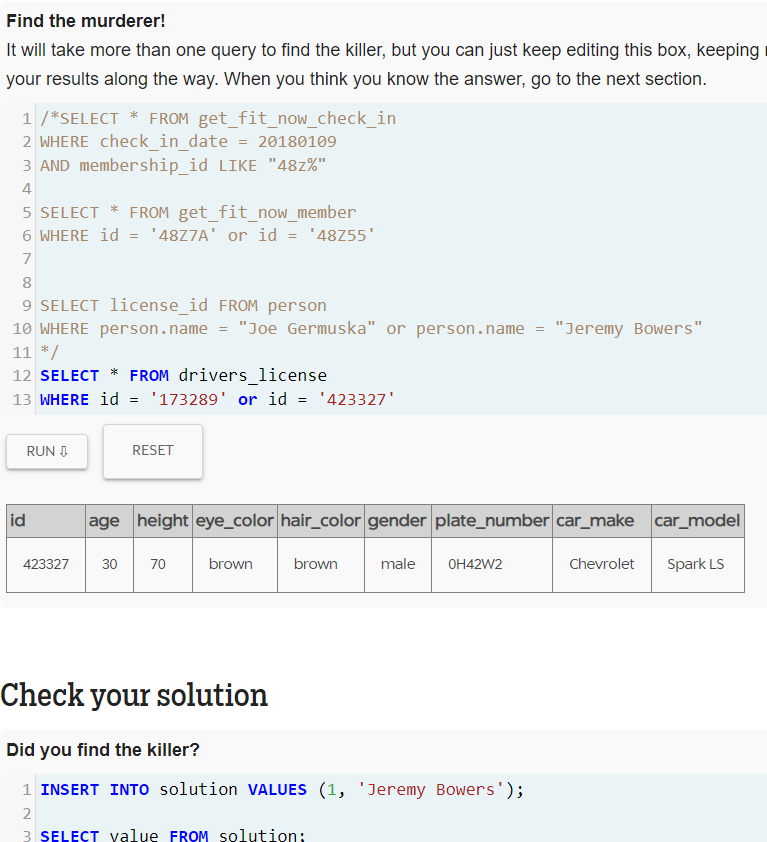 Find the murderer!
It will take more than one query to find the killer, but you can just keep editing this box, keeping
your results along the way. When you think you know the answer, go to the next section.
1 /*SELECT * FROM get_fit_now_check_in
2 WHERE check_in_date = 20180109
3 AND membership_id LIKE "48z%"
4
5 SELECT * FROM get_fit_now_member
6 WHERE id = '48Z7A' or id = '48Z55'
7
8
9 SELECT license_id FROM person
10 WHERE person.name = "Joe Germuska" or person.name = "Jeremy Bowers"
11 */
12 SELECT * FROM drivers_license
13 WHERE id = '173289' or id = '423327'
RUN ⇩ RESET
id age height eye_color hair_color gender plate_number car_make car_model
423327 30 70 brown brown male 0H42W2 Chevrolet Spark LS
Check your solution
Did you find the killer?
1 INSERT INTO solution VALUES (1, 'Jeremy Bowers');
2
3 SELECT value FROM solution;